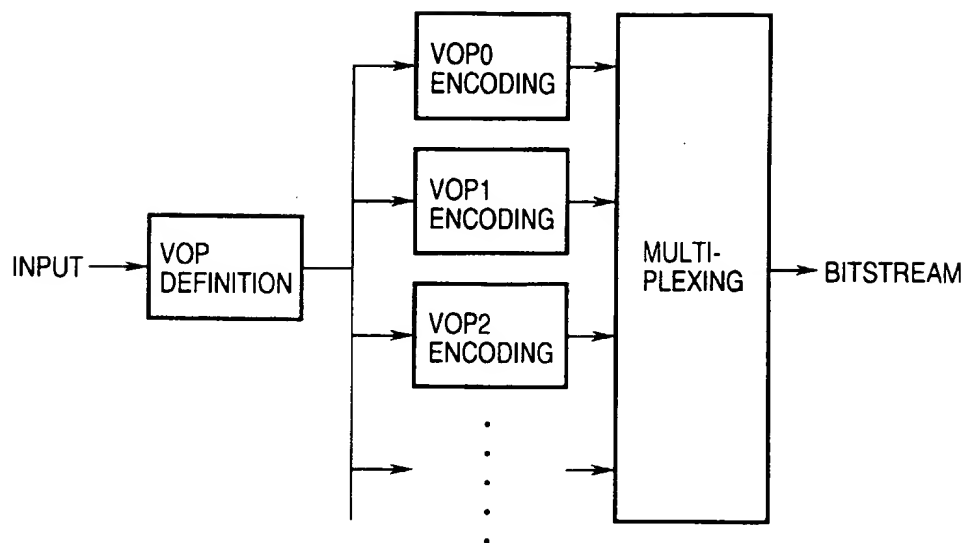 VOP0
ENCODING
VOP1
ENCODING
INPUT
VOP
DEFINITION
MULTI-
PLEXING
BITSTREAM
VOP2
ENCODING